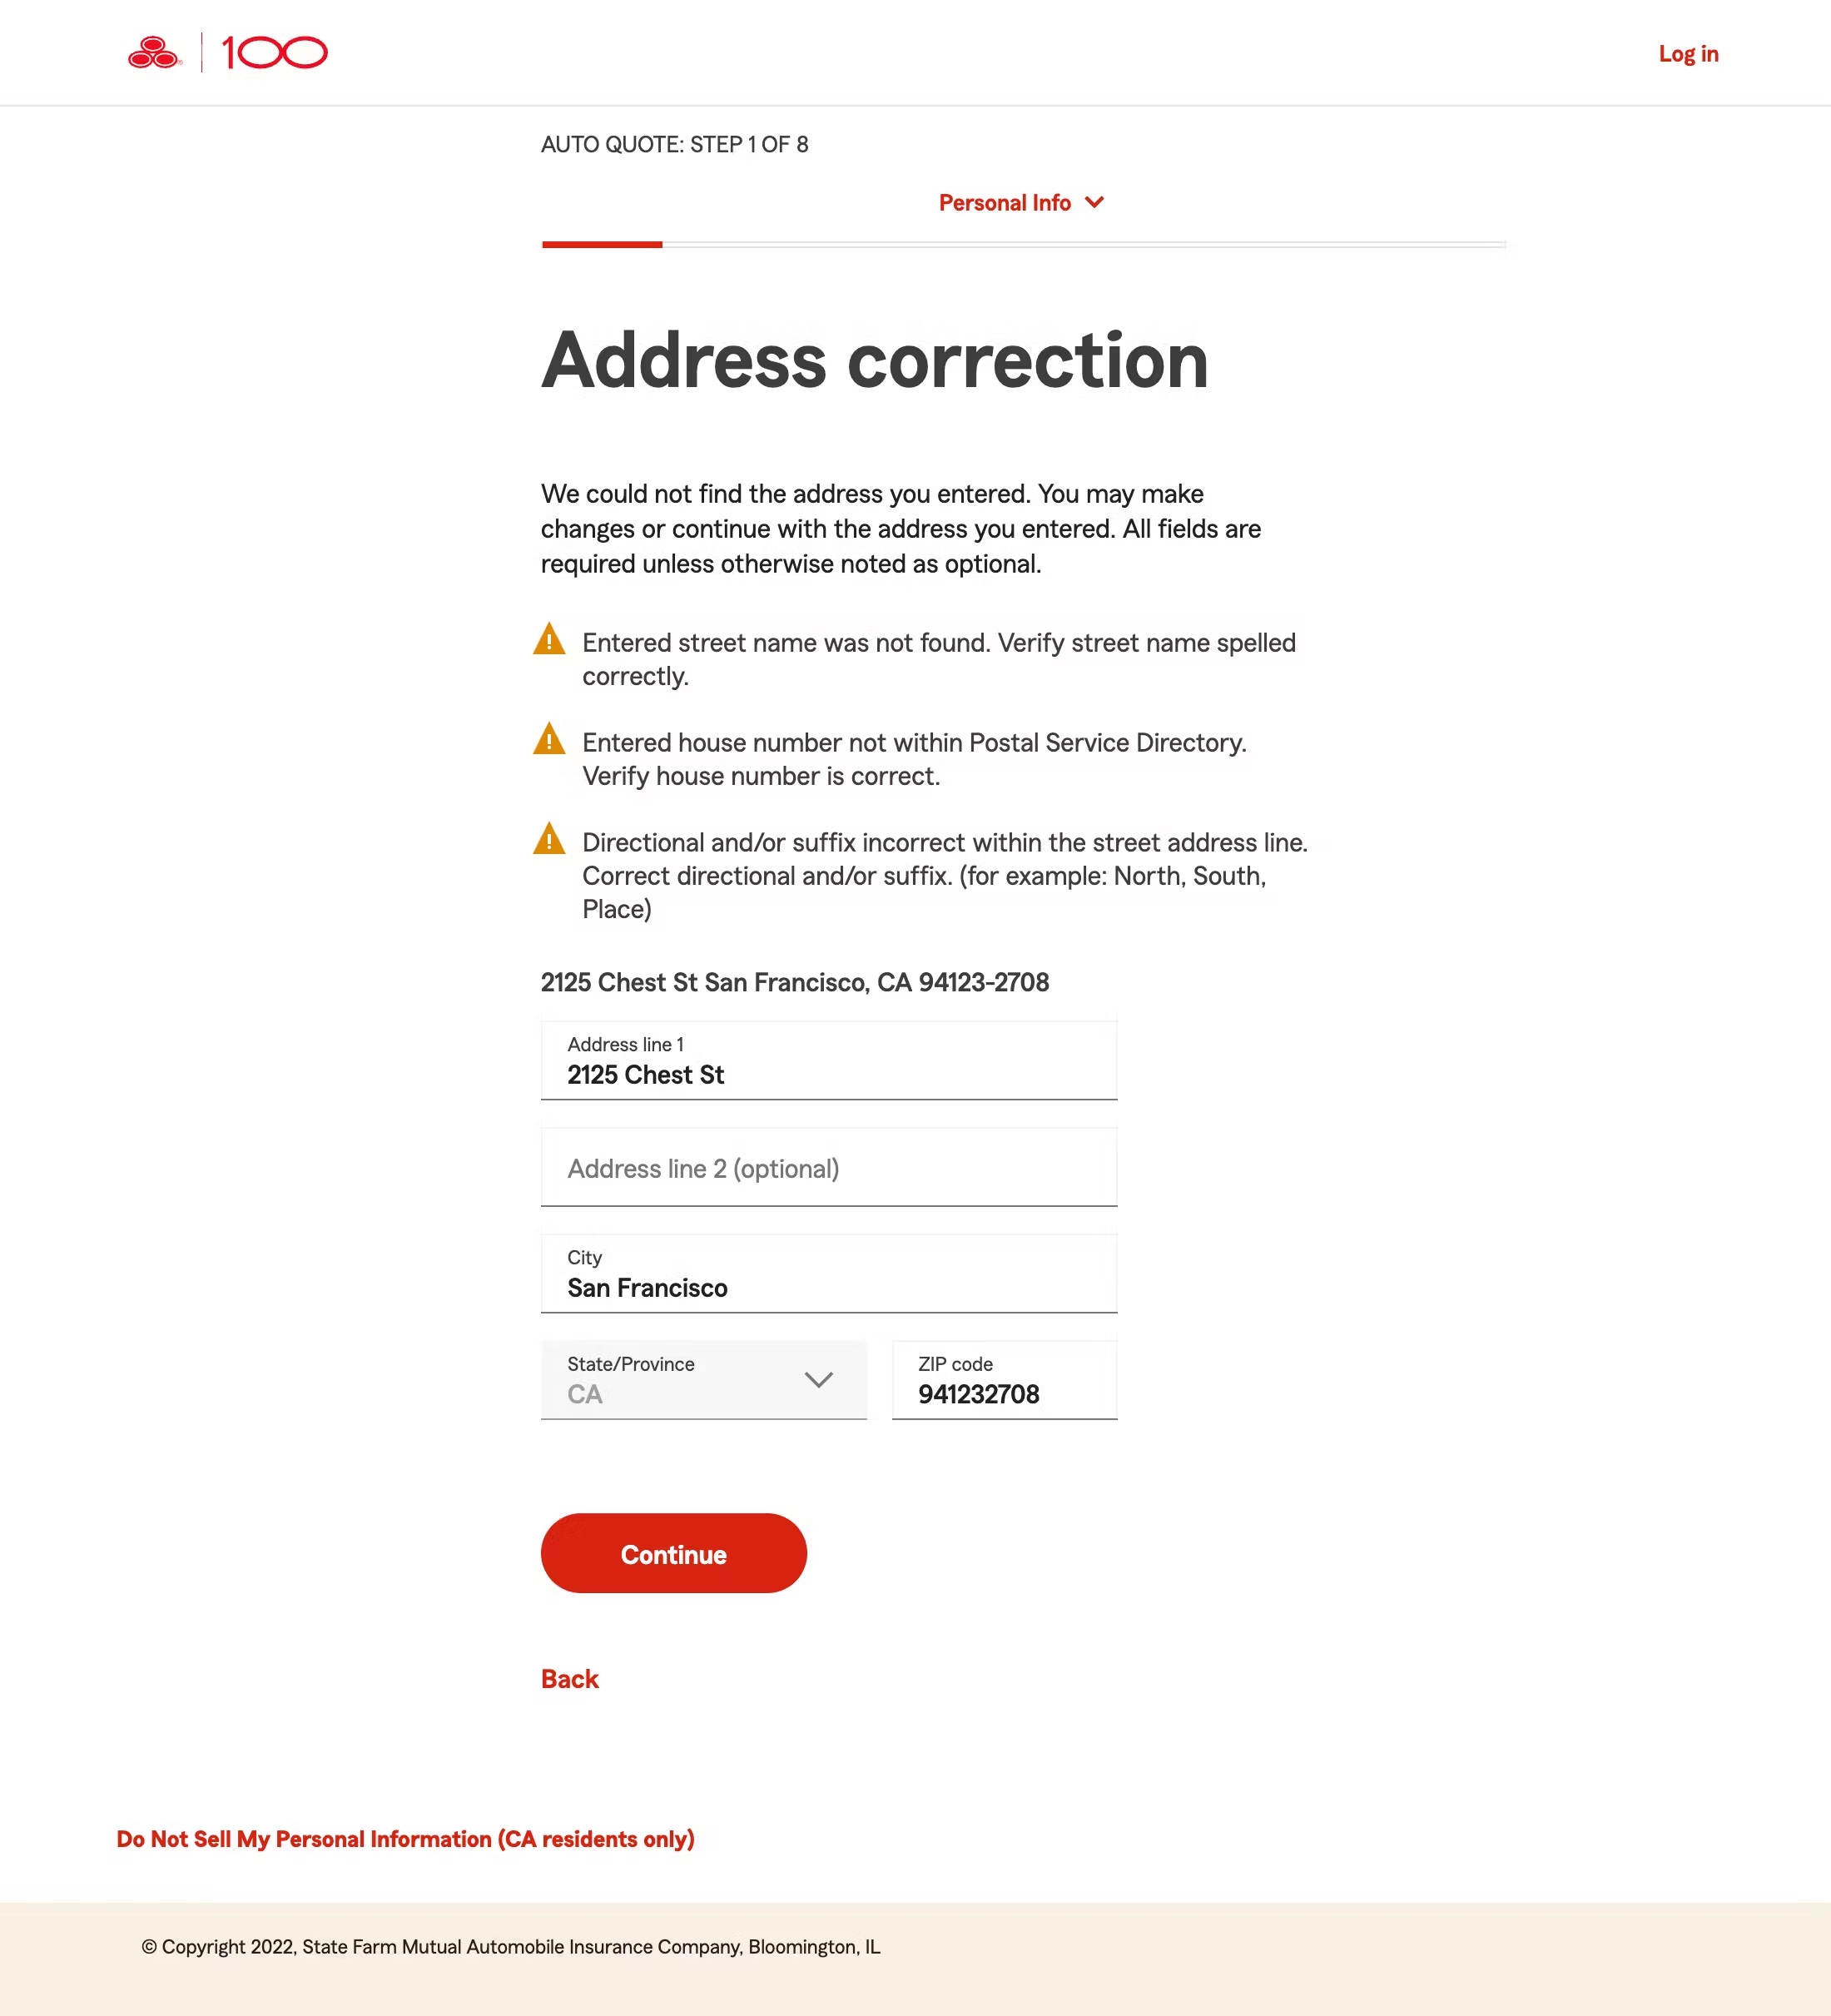 100
Log in
AUTO QUOTE: STEP 1 OF 8
Personal Info
Address correction
We could not find the address you entered. You may make
changes or continue with the address you entered. All fields are
required unless otherwise noted as optional.
Entered street name was not found. Verify street name spelled
correctly.
Entered house number not within Postal Service Directory.
Verify house number is correct.
Directional and/or suffix incorrect within the street address line.
Correct directional and/or suffix. (for example: North, South,
Place)
2125 Chest St San Francisco, CA 94123-2708
Address line 1
2125 Chest St
Address line 2 (optional)
City
San Francisco
State/Province
CA
ZIP code
941232708
Continue
Back
Do Not Sell My Personal Information (CA residents only)
© Copyright 2022, State Farm Mutual Automobile Insurance Company, Bloomington, IL